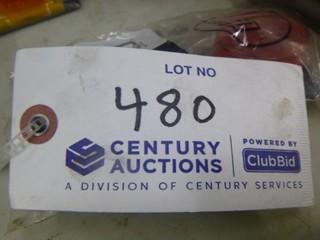 LOT NO
480
CENTURY AUCTIONS
POWERED BY
ClubBid
A DIVISION OF CENTURY SERVICES